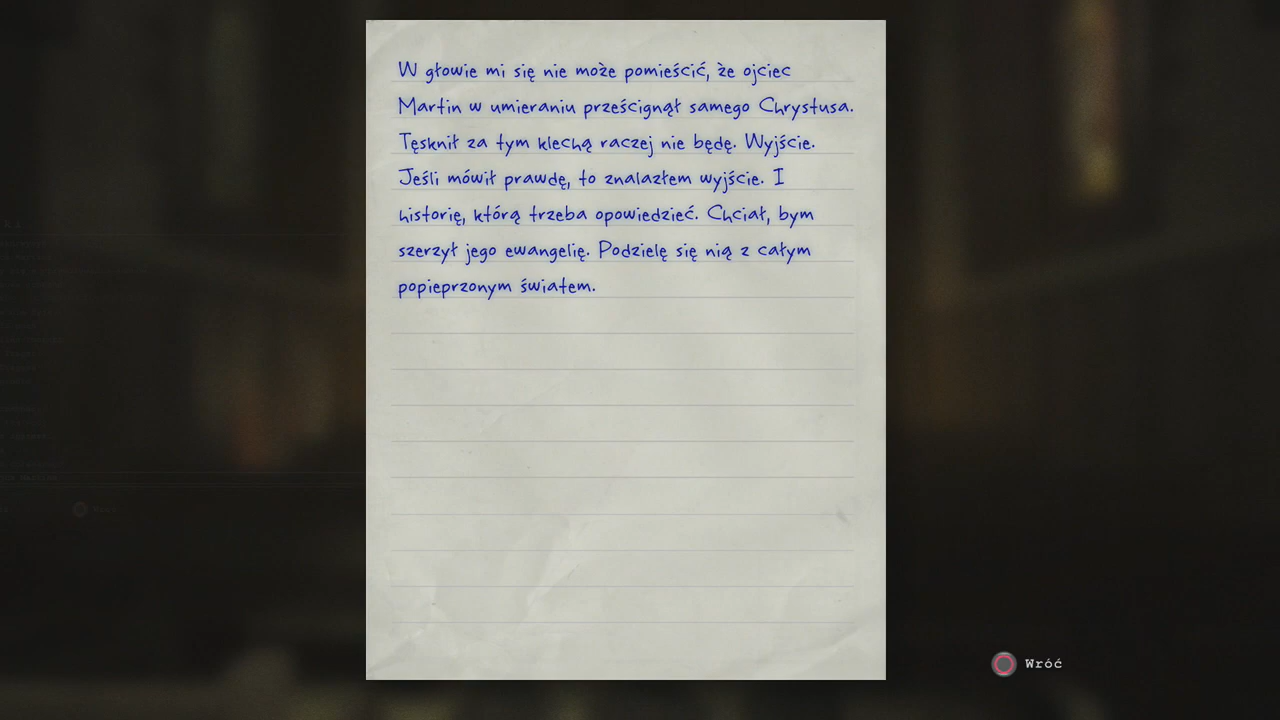 W głowie mi się nie może pomieścić, że ojciec
Martin w umieraniu prześcignął samego Chrystusa.
Tęsknił za tym klechą raczej nie będę. Wyjście.
Jeśli mówił prawdę, to znalazłem wyjście. I
historię, którą trzeba opowiedzieć. Chciał, bym
szerzył jego ewangelię. Podzielę się nią z całym
popieprzonym światem.
Wróć